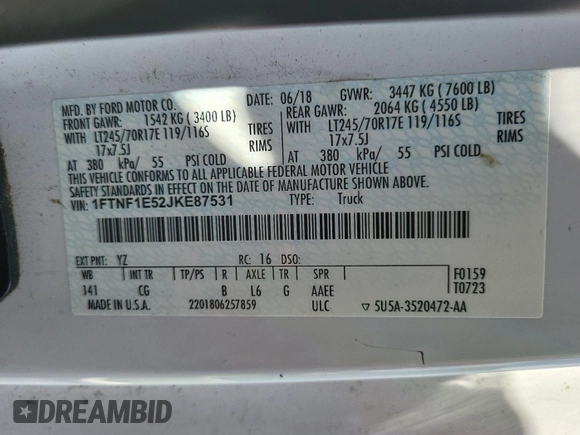 MFD. BY FORD MOTOR CO.
DATE: 06/18 GVWR: 3447 KG ( 7600 LB)
FRONT GAWR: 1542 KG ( 3400 LB)
REAR GAWR: 2064 KG ( 4550 LB)
WITH LT245/70R17E 119/116S TIRES
17x7.5J RIMS
AT 380 kPa/ 55 PSI COLD
WITH LT245/70R17E 119/116S TIRES
17x7.5J RIMS
AT 380 kPa/ 55 PSI COLD
THIS VEHICLE CONFORMS TO ALL APPLICABLE FEDERAL MOTOR VEHICLE
SAFETY STANDARDS IN EFFECT ON THE DATE OF MANUFACTURE SHOWN ABOVE.
VIN: 1FTNF1E52JKE87531 TYPE: Truck
EXT PNT: YZ RC: 16 DSO:
WB INT TR TP/PS R AXLE TR SPR
141 CG B L6 G AAEE
F0159
T0723
MADE IN U.S.A. 2201806257859 ULC 5U5A-3520472-AA
DREAMBID